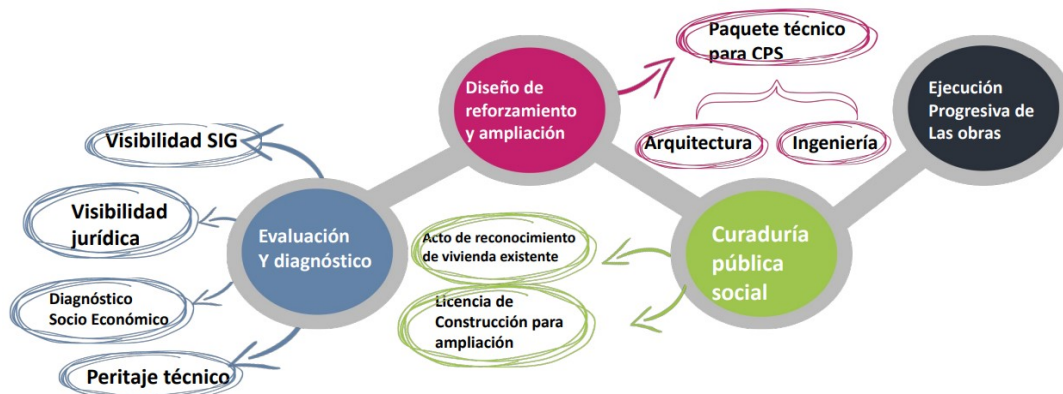 Visibilidad SIG
Visibilidad
jurídica
Diagnóstico
Socio Económico
Peritaje técnico
Evaluación
Y diagnóstico
Diseño de
reforzamiento
y ampliación
Paquete técnico
para CPS
Arquitectura
Ingeniería
Acto de reconocimiento
de vivienda existente
Licencia de
Construcción para
ampliación
Curaduría
pública
social
Ejecución
Progresiva de
Las obras